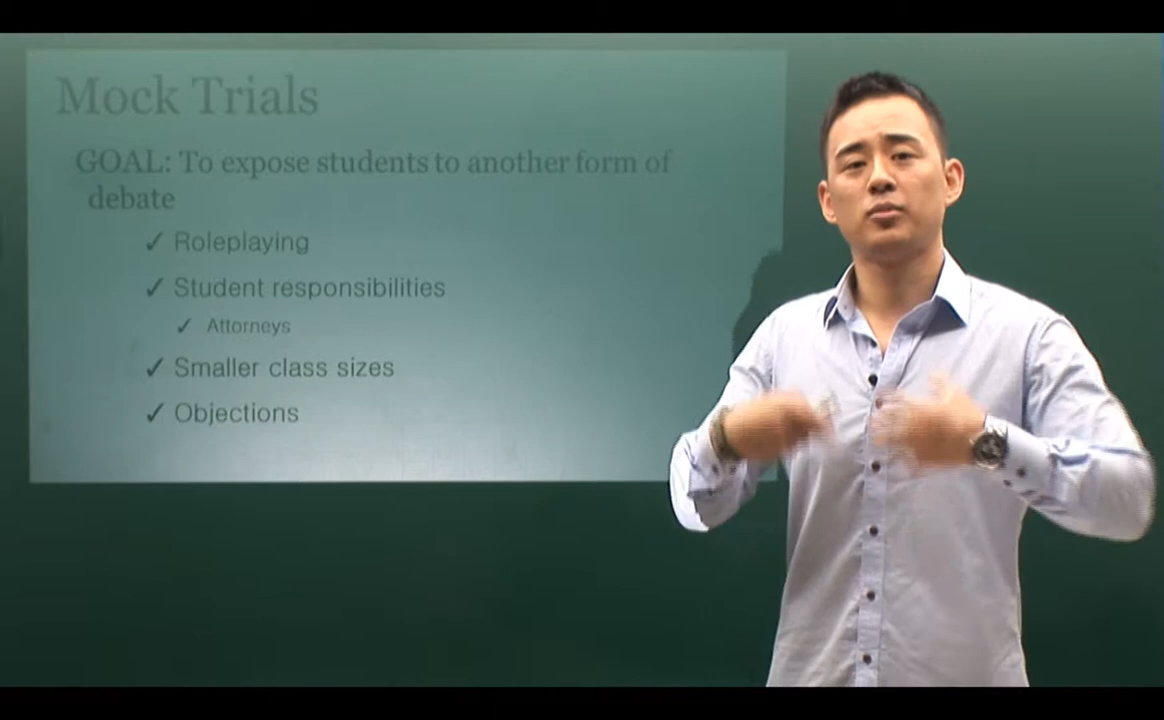 Mock Trials
GOAL: To expose students to another form of
debate
✓ Roleplaying
✓ Student responsibilities
✓ Attorneys
✓ Smaller class sizes
✓ Objections